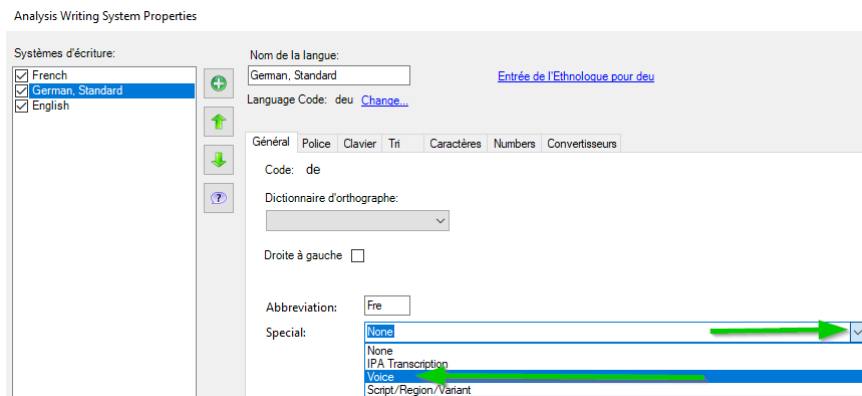 Analysis Writing System Properties
Systèmes d'écriture:
French
German, Standard
English
Nom de la langue:
German, Standard
Entrée de l'Ethnologue pour deu
Language Code: deu Change...
Général Police Clavier Tri Caractères Numbers Convertisseurs
Code: de
Dictionnaire d'orthographe:
Droite à gauche
Abbreviation: Fre
Special: None
None
IPA Transcription
Voice
Script/Region/Variant